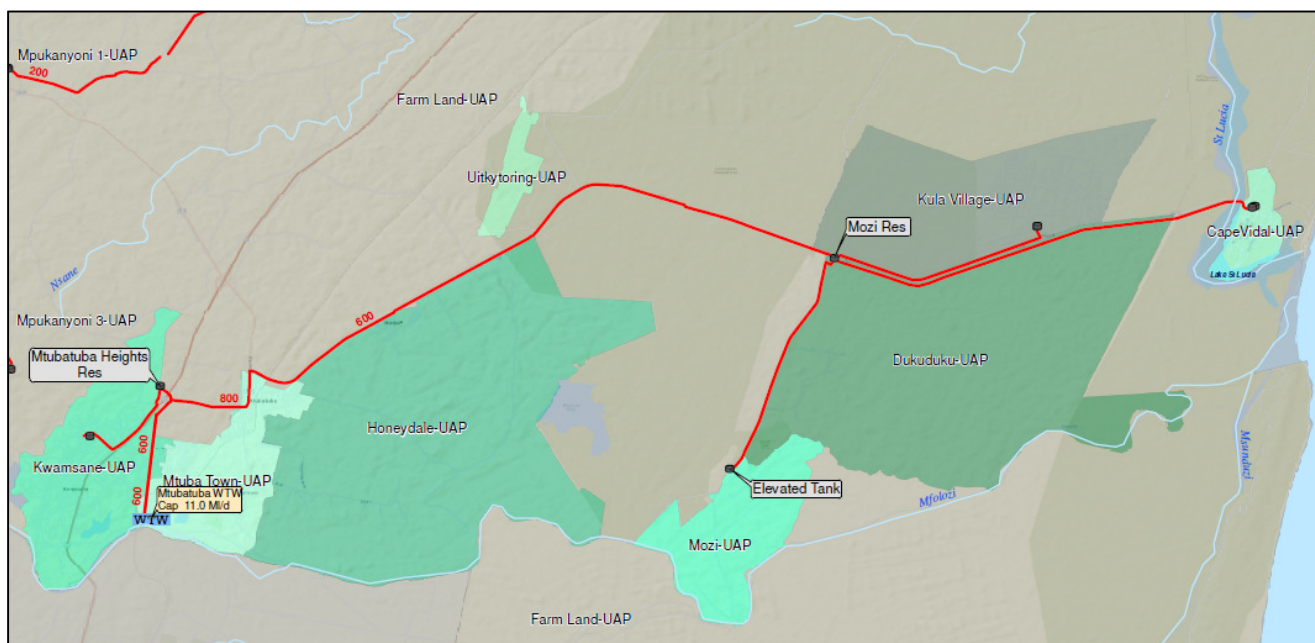 Mpukanyoni 1-UAP
200
Farm Land-UAP
St Lucia
Uitkytoring-UAP
Kula Village-UAP
Mozi Res
CapeVidal-UAP
Lake St Lucia
Nsane
Mpukanyoni 3-UAP
600
Mtubatuba Heights
Res
Dukuduku-UAP
800
Honeydale-UAP
600
Kwamsane-UAP
Mtuba Town-UAP
Msunduzi
600
Mtubatuba WTW
Cap 11.0 Ml/d
WTW
Elevated Tank
Mfolozi
Mozi-UAP
Farm Land-UAP